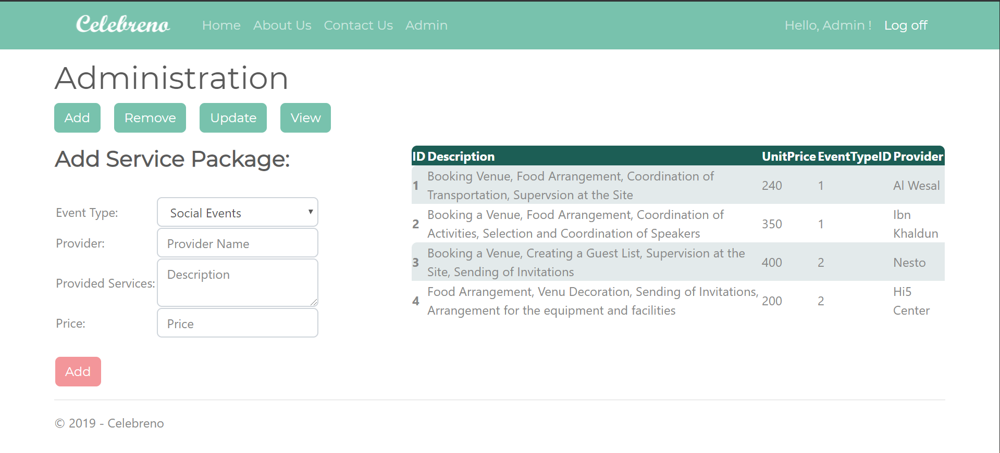 Celebreno Home About Us Contact Us Admin Hello, Admin ! Log off
Administration
Add Remove Update View
Add Service Package:
Event Type: Social Events
Provider: Provider Name
Provided Services: Description
Price: Price
Add
ID Description UnitPrice EventTypeID Provider
1 Booking Venue, Food Arrangement, Coordination of
Transportation, Supervsion at the Site 240 1 Al Wesal
2 Booking a Venue, Food Arrangement, Coordination of
Activities, Selection and Coordination of Speakers 350 1 Ibn
Khaldun
3 Booking a Venue, Creating a Guest List, Supervision at the
Site, Sending of Invitations 400 2 Nesto
4 Food Arrangement, Venu Decoration, Sending of Invitations,
Arrangement for the equipment and facilities 200 2 Hi5
Center
© 2019 - Celebreno